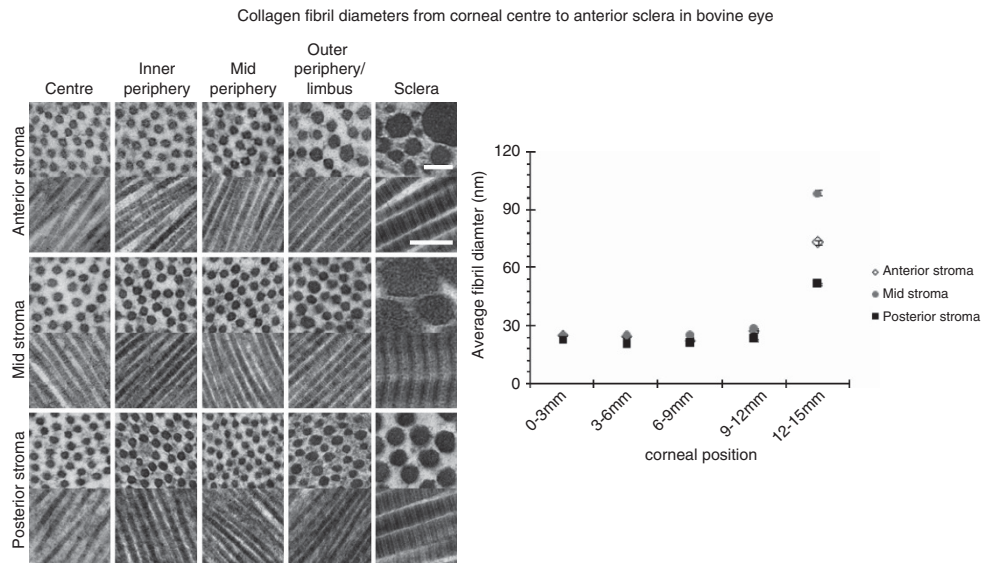 Collagen fibril diameters from corneal centre to anterior sclera in bovine eye
Centre
Inner
periphery
Mid
periphery
Outer
periphery/
limbus
Sclera
Anterior stroma
Mid stroma
Posterior stroma
Average fibril diamter (nm)
120
90
60
30
0
0-3mm
3-6mm
6-9mm
9-12mm
12-15mm
corneal position
Anterior stroma
Mid stroma
Posterior stroma